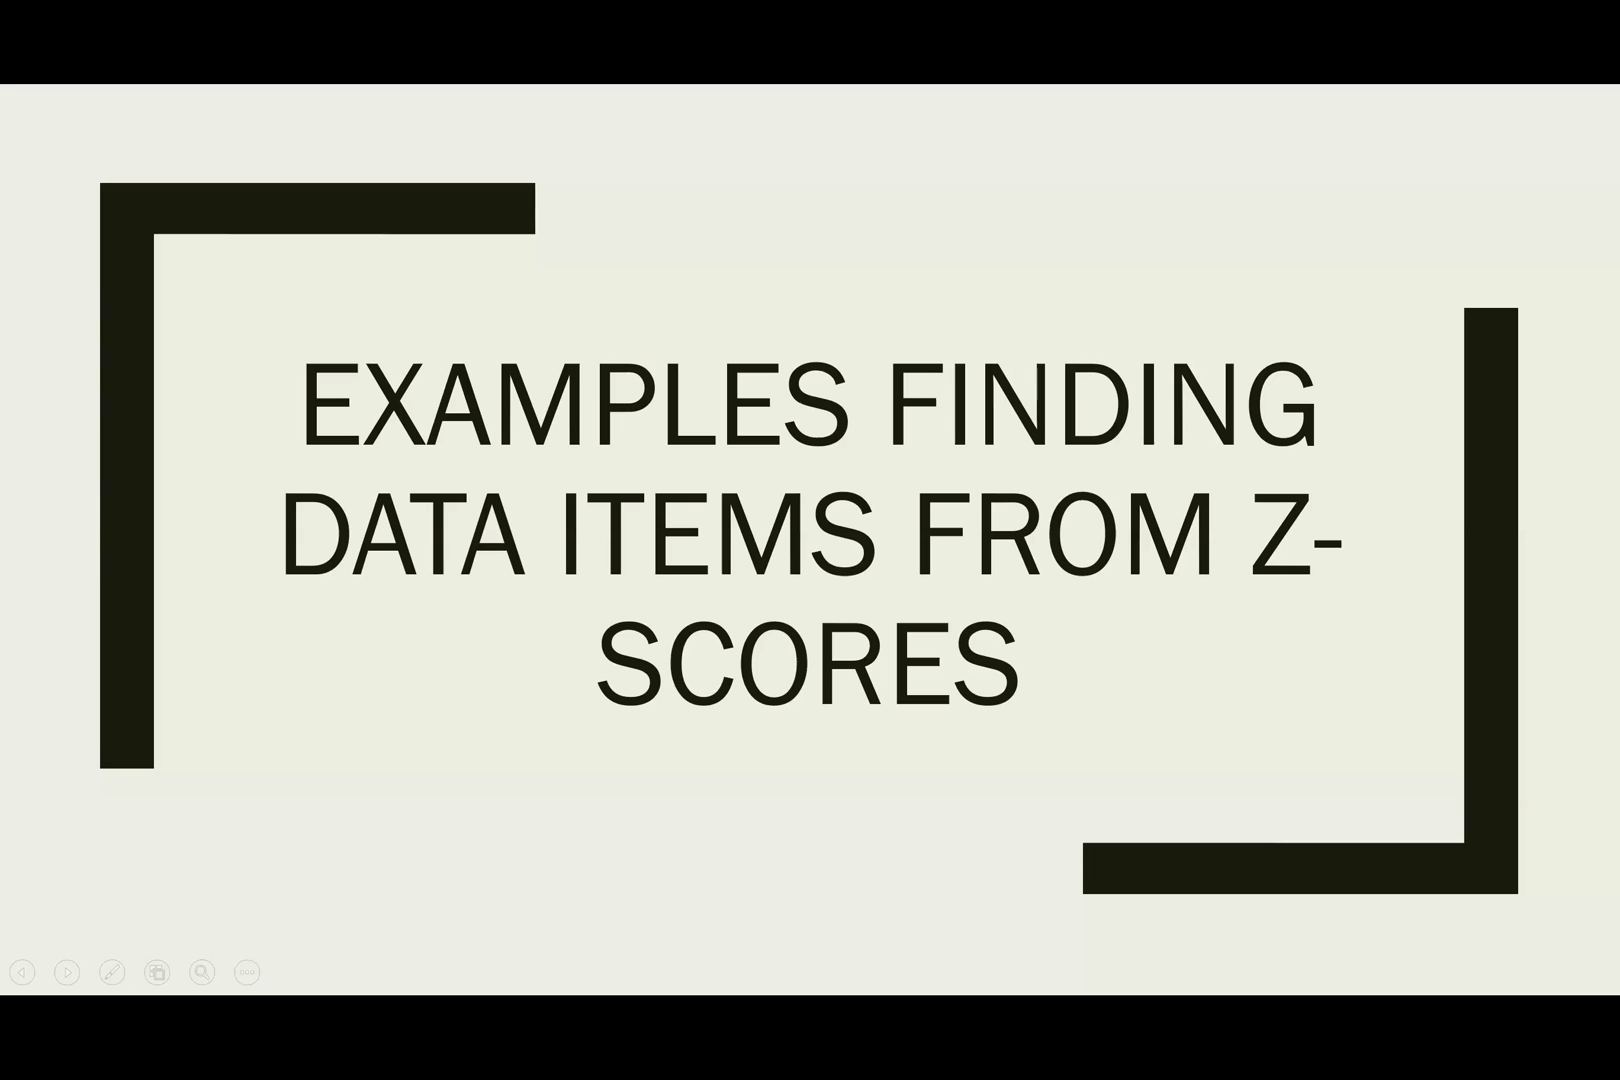 EXAMPLES FINDING
DATA ITEMS FROM Z-
SCORES